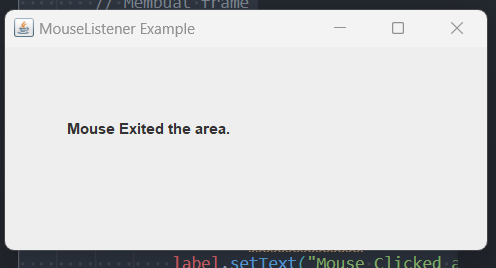 // Membuat frame
MouseListener Example
Mouse Exited the area.
label.setText("Mouse Clicked a